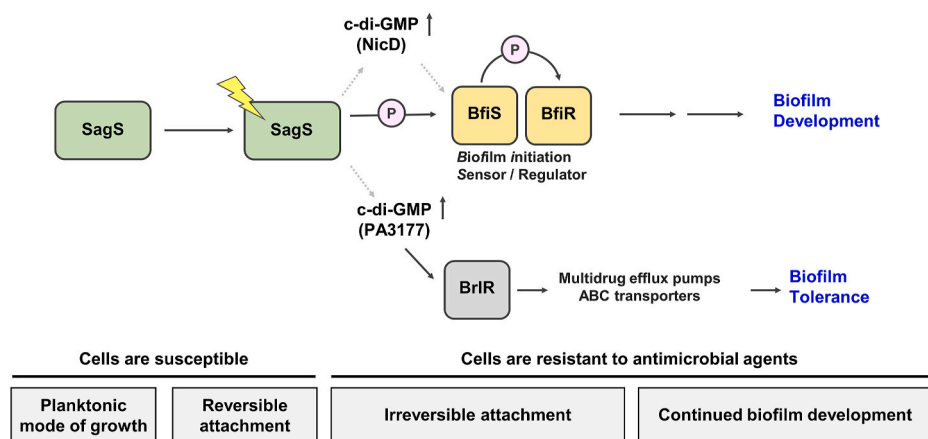 c-di-GMP
(NicD)
P
SagS
SagS
P
BfiS
BfiR
Biofilm
Development
Biofilm initiation
Sensor / Regulator
c-di-GMP
(PA3177)
BrlR
Multidrug efflux pumps
ABC transporters
Biofilm
Tolerance
Cells are susceptible
Cells are resistant to antimicrobial agents
Planktonic
mode of growth
Reversible
attachment
Irreversible attachment
Continued biofilm development